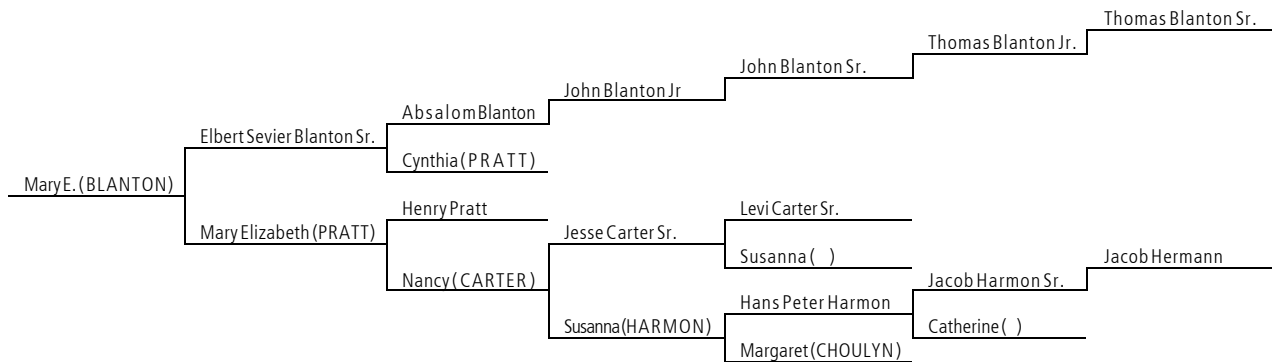 Thomas Blanton Sr.
Thomas Blanton Jr.
John Blanton Sr.
John Blanton Jr
Absalom Blanton
Elbert Sevier Blanton Sr.
Cynthia (PRATT)
Mary E. (BLANTON)
Henry Pratt
Levi Carter Sr.
Mary Elizabeth (PRATT)
Jesse Carter Sr.
Susanna ( )
Jacob Hermann
Nancy (CARTER)
Jacob Harmon Sr.
Hans Peter Harmon
Susanna (HARMON)
Catherine ( )
Margaret (CHOULYN)